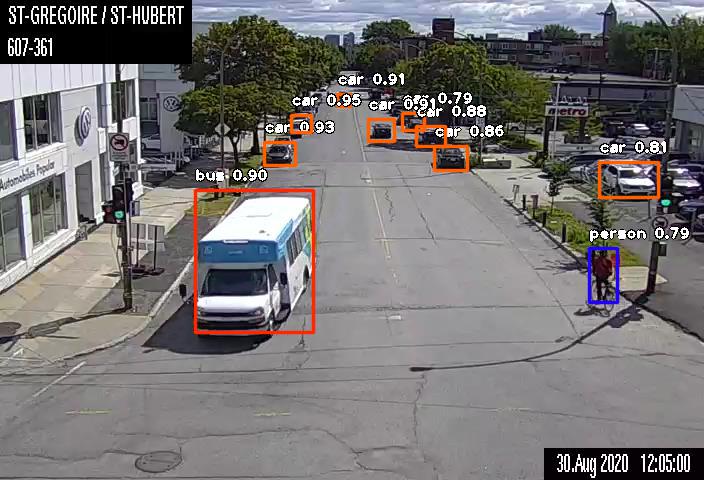 ST-GREGOIRE / ST-HUBERT
607-361
car 0.91
car 0.95
car 0.91
0.79
car 0.88
car 0.93
car 0.86
car 0.81
bus 0.90
person 0.79
Automobiles Popular
metro
30.Aug 2020 12:05:00